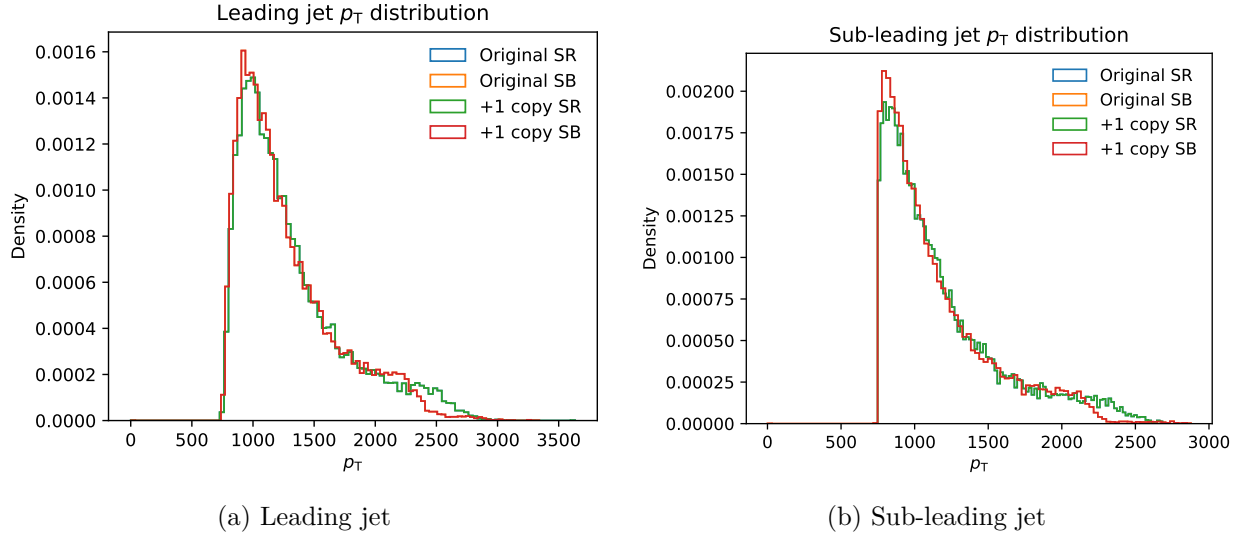 Leading jet pT distribution
0.0016
0.0014
0.0012
0.0010
0.0008
0.0006
0.0004
0.0002
0.0000
Density
Original SR
Original SB
+1 copy SR
+1 copy SB
0 500 1000 1500 2000 2500 3000 3500
pT
(a) Leading jet
Sub-leading jet pT distribution
0.00200
0.00175
0.00150
0.00125
0.00100
0.00075
0.00050
0.00025
0.00000
Density
Original SR
Original SB
+1 copy SR
+1 copy SB
0 500 1000 1500 2000 2500 3000
pT
(b) Sub-leading jet